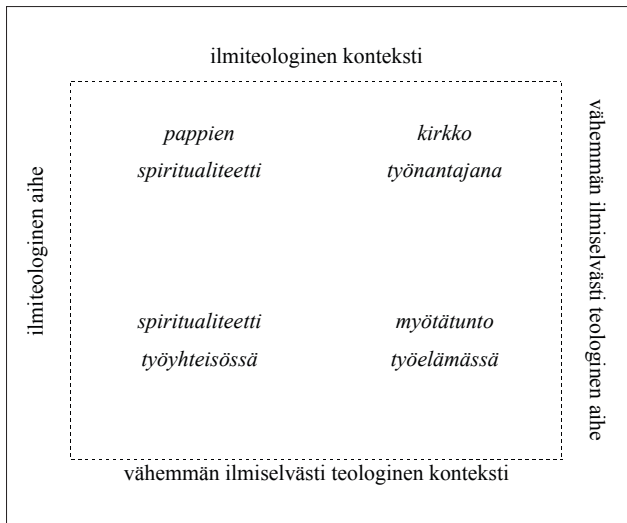 ilmiteologinen konteksti
pappien
spiritualiteetti
kirkko
työnantajana
ilmiteologinen aihe
vähemmän ilmiselvästi teologinen aihe
spiritualiteetti
työyhteisössä
myötätunto
työelämässä
vähemmän ilmiselvästi teologinen konteksti